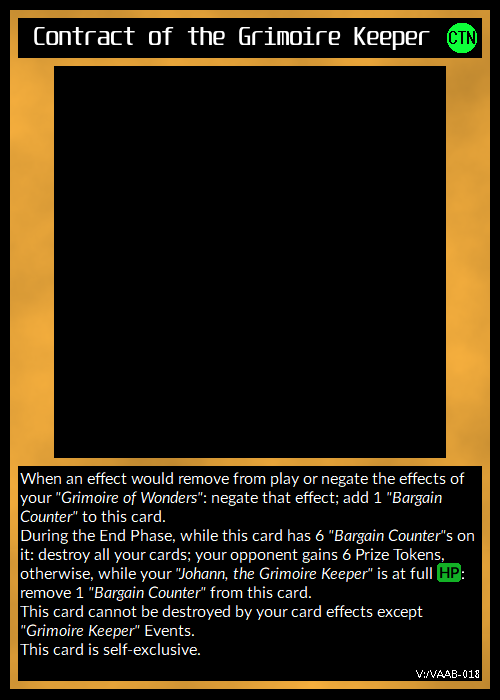 Contract of the Grimoire Keeper CTN
When an effect would remove from play or negate the effects of
your "Grimoire of Wonders": negate that effect; add 1 "Bargain
Counter" to this card.
During the End Phase, while this card has 6 "Bargain Counter"s on
it: destroy all your cards; your opponent gains 6 Prize Tokens,
otherwise, while your "Johann, the Grimoire Keeper" is at full HP:
remove 1 "Bargain Counter" from this card.
This card cannot be destroyed by your card effects except
"Grimoire Keeper" Events.
This card is self-exclusive.
V:/VAAB-018